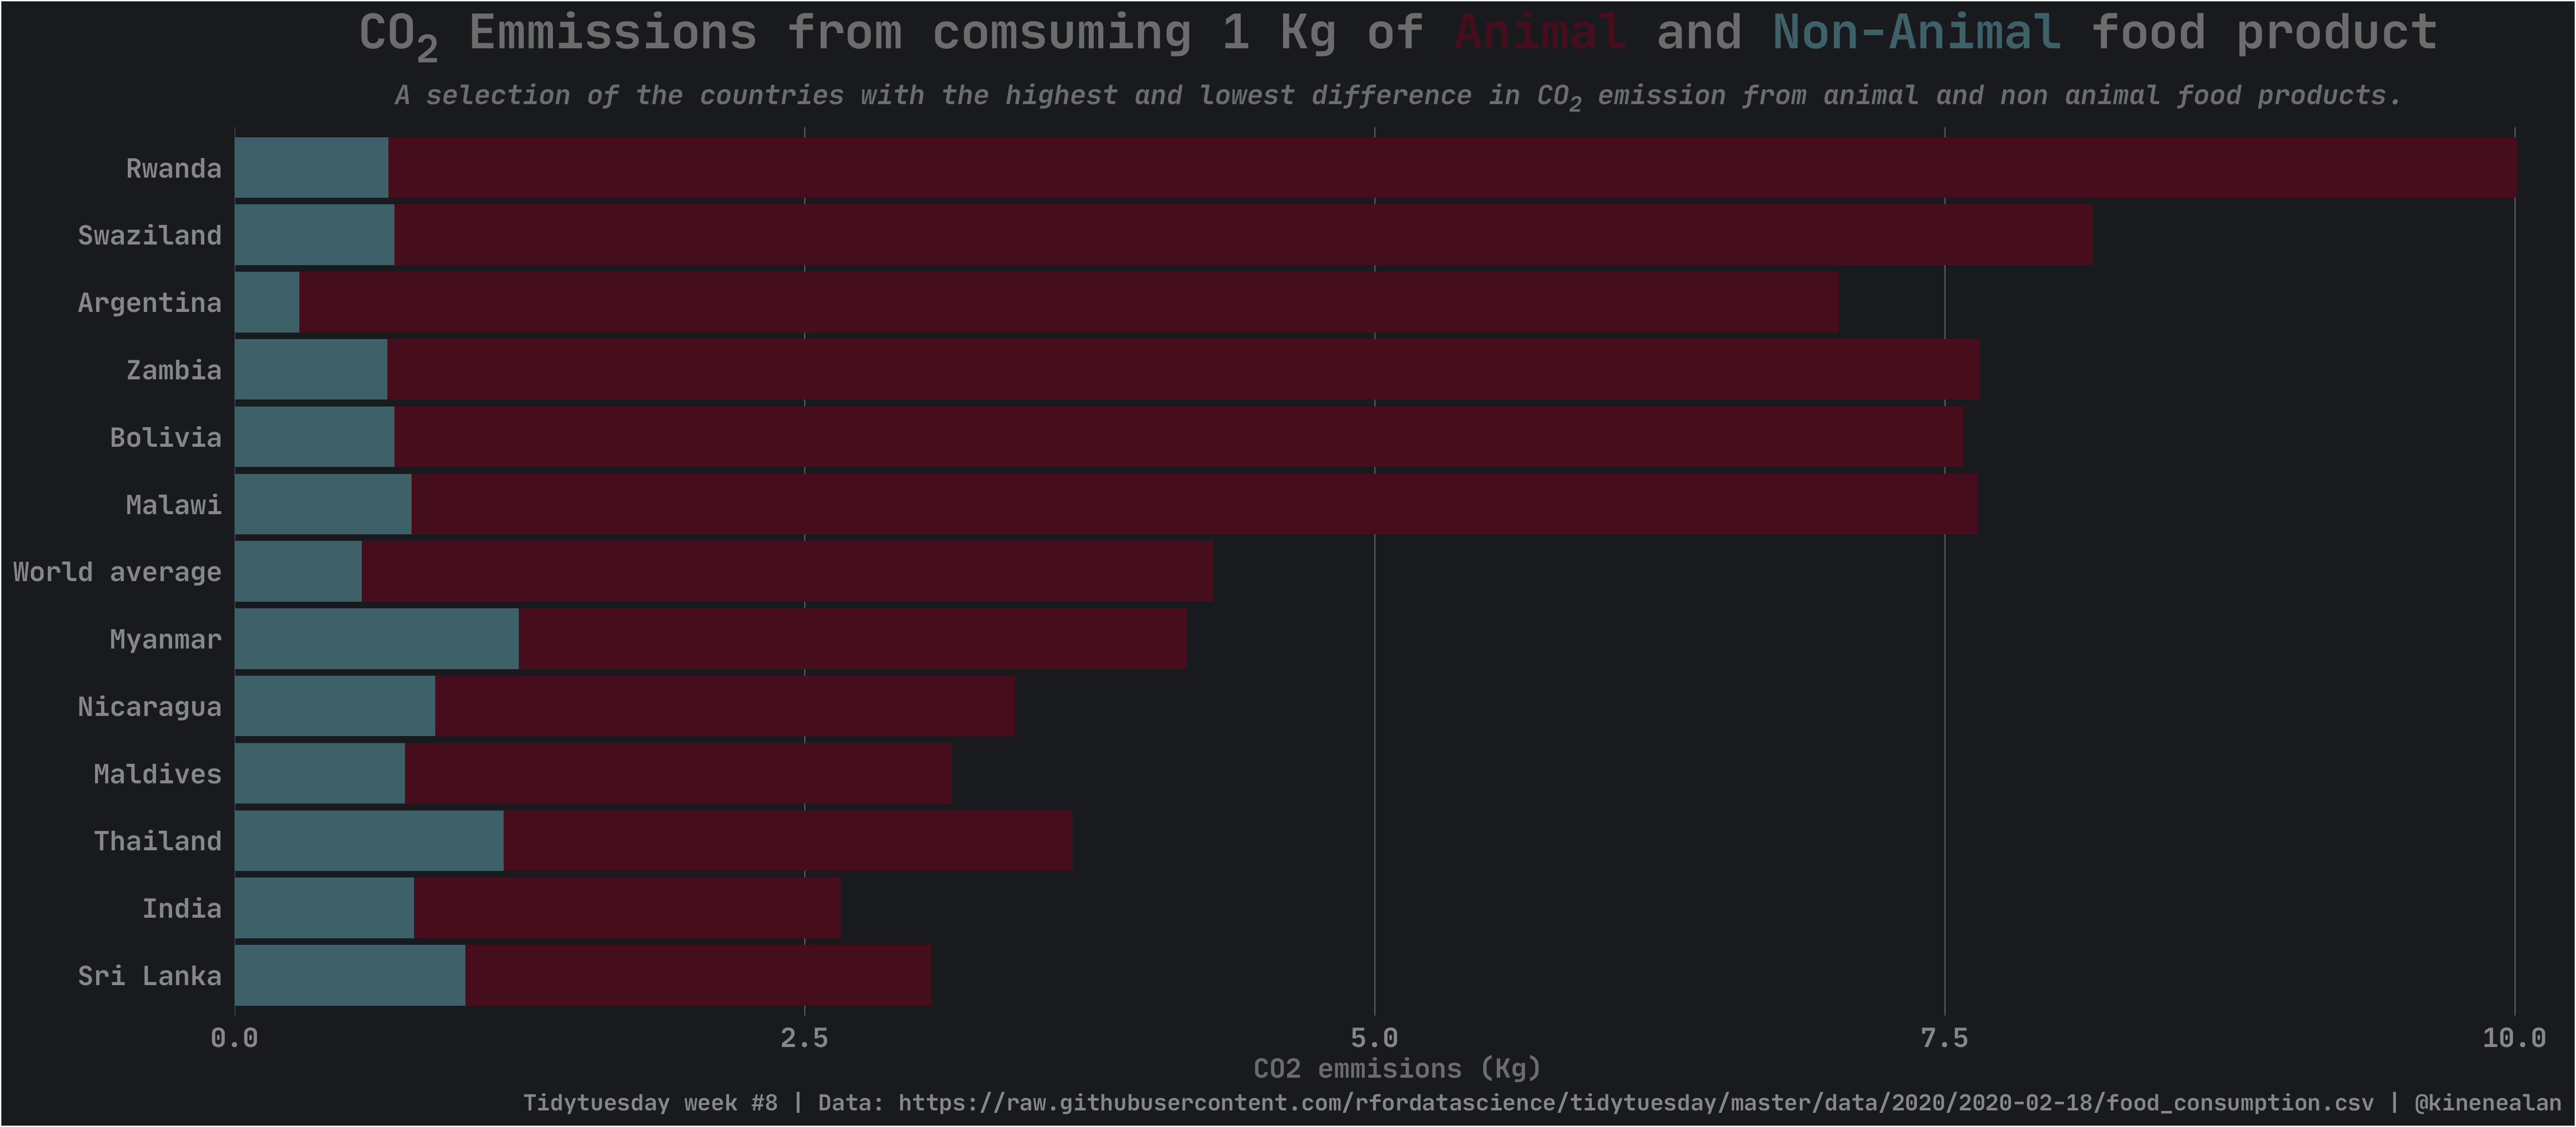 CO2 Emmissions from comsuming 1 Kg of Animal and Non-Animal food product
A selection of the countries with the highest and lowest difference in CO2 emission from animal and non animal food products.
Rwanda
Swaziland
Argentina
Zambia
Bolivia
Malawi
World average
Myanmar
Nicaragua
Maldives
Thailand
India
Sri Lanka
0.0 2.5 5.0 7.5 10.0
CO2 emmisions (Kg)
Tidytuesday week #8 | Data: https://raw.githubusercontent.com/rfordatascience/tidytuesday/master/data/2020/2020-02-18/food_consumption.csv | @kinenealan